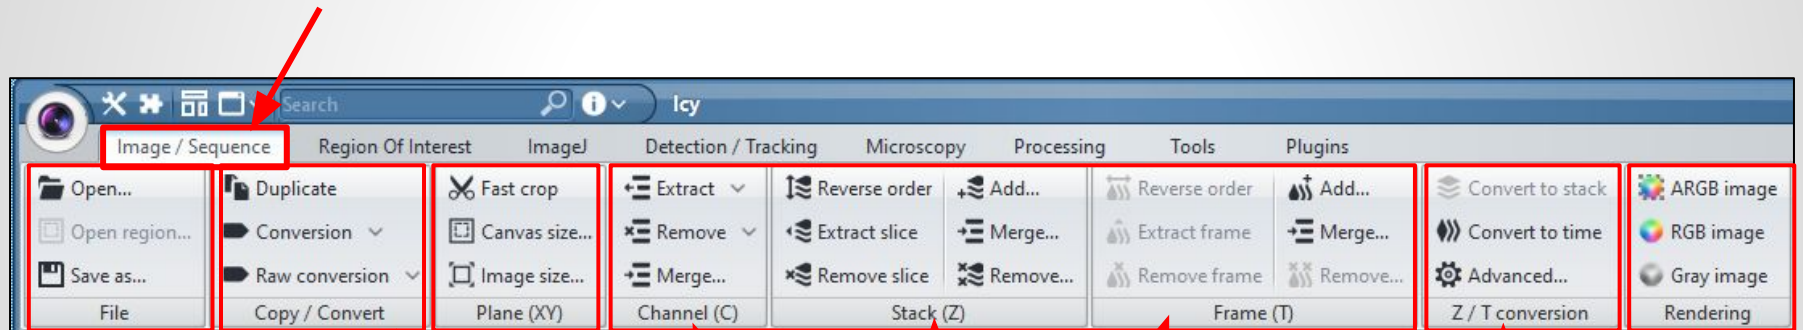 Search Icy
Image / Sequence Region Of Interest ImageJ Detection / Tracking Microscopy Processing Tools Plugins
Open... Duplicate Fast crop Extract Reverse order Add... Reverse order Add... Convert to stack ARGB image
Open region... Conversion Canvas size... Remove Extract slice Merge... Extract frame Merge... Convert to time RGB image
Save as... Raw conversion Image size... Merge... Remove slice Remove... Remove frame Remove... Advanced... Gray image
File Copy / Convert Plane (XY) Channel (C) Stack (Z) Frame (T) Z / T conversion Rendering